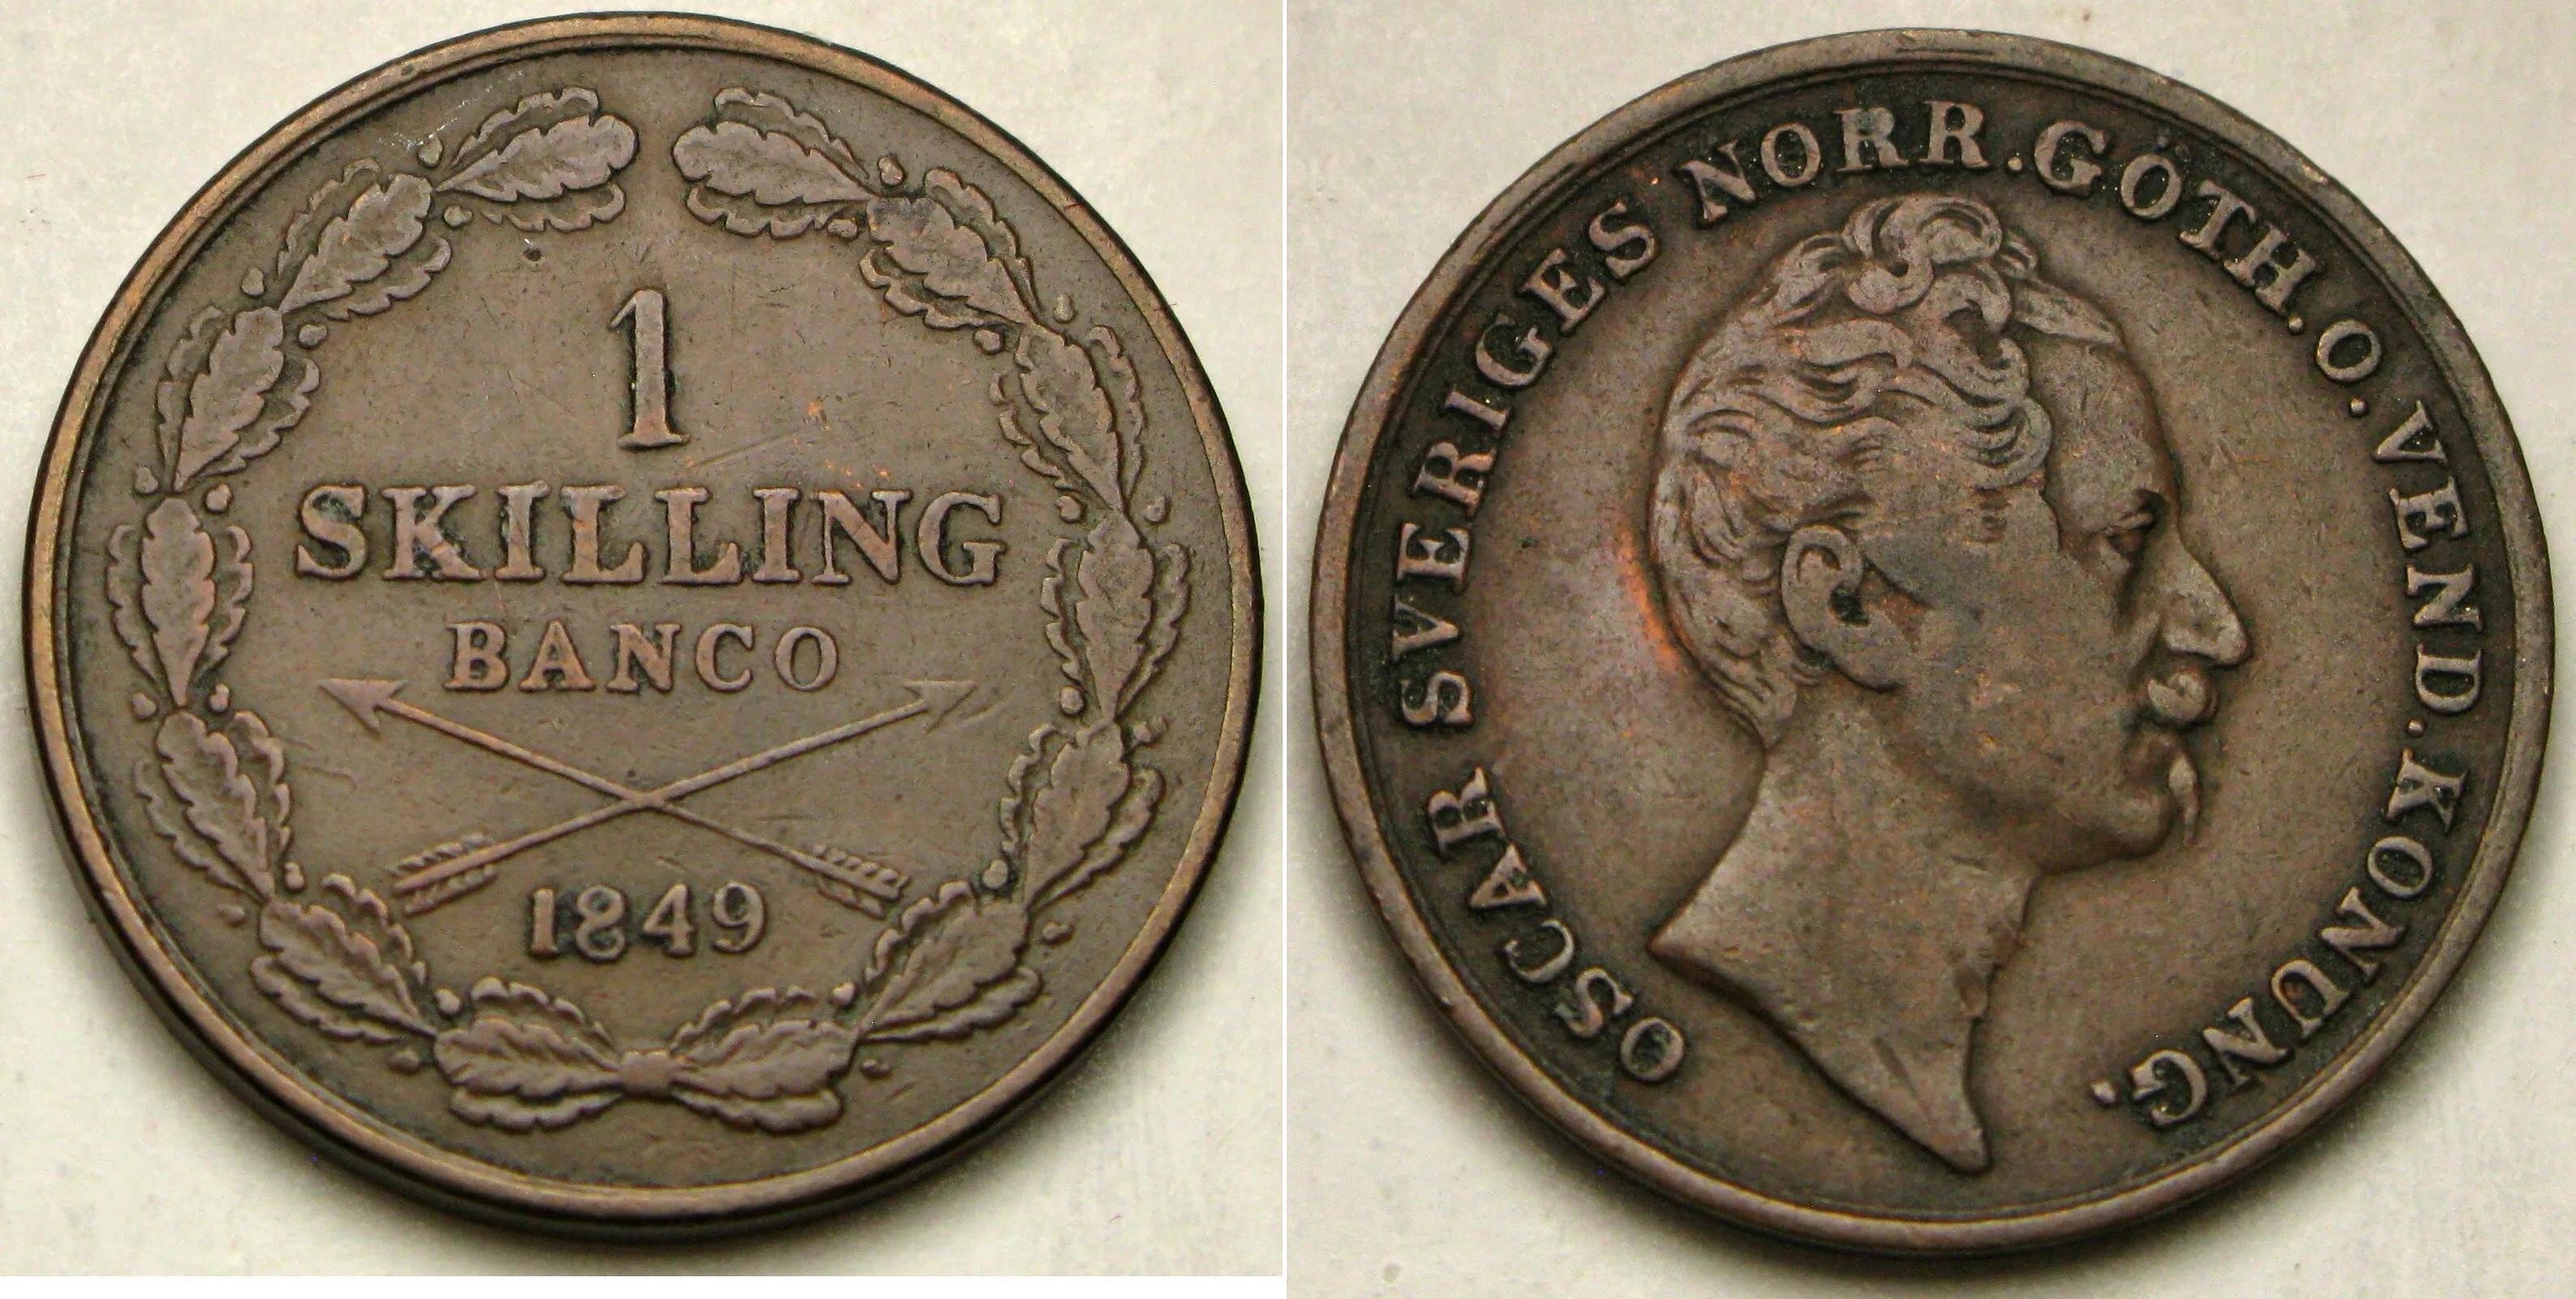 1
SKILLING
BANCO
1849
OSCAR SVERIGES NORR.GÖTH.O.VEND.KONUNG.